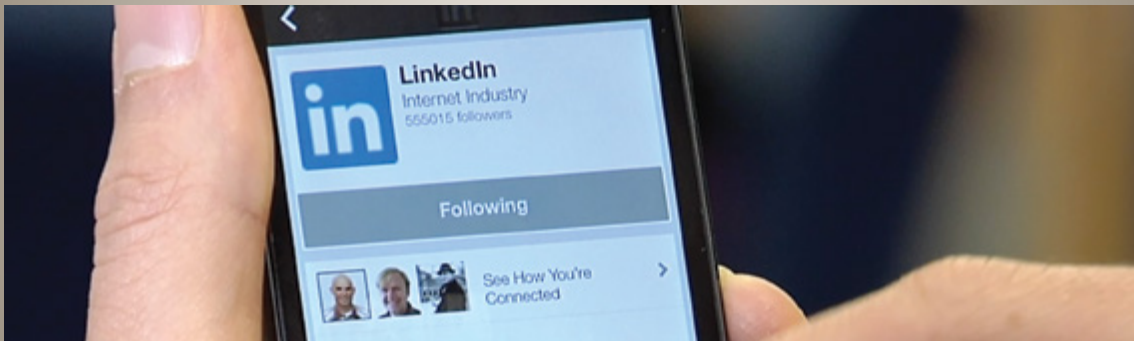 in
LinkedIn
Internet Industry
555015 followers
Following
See How You're
Connected